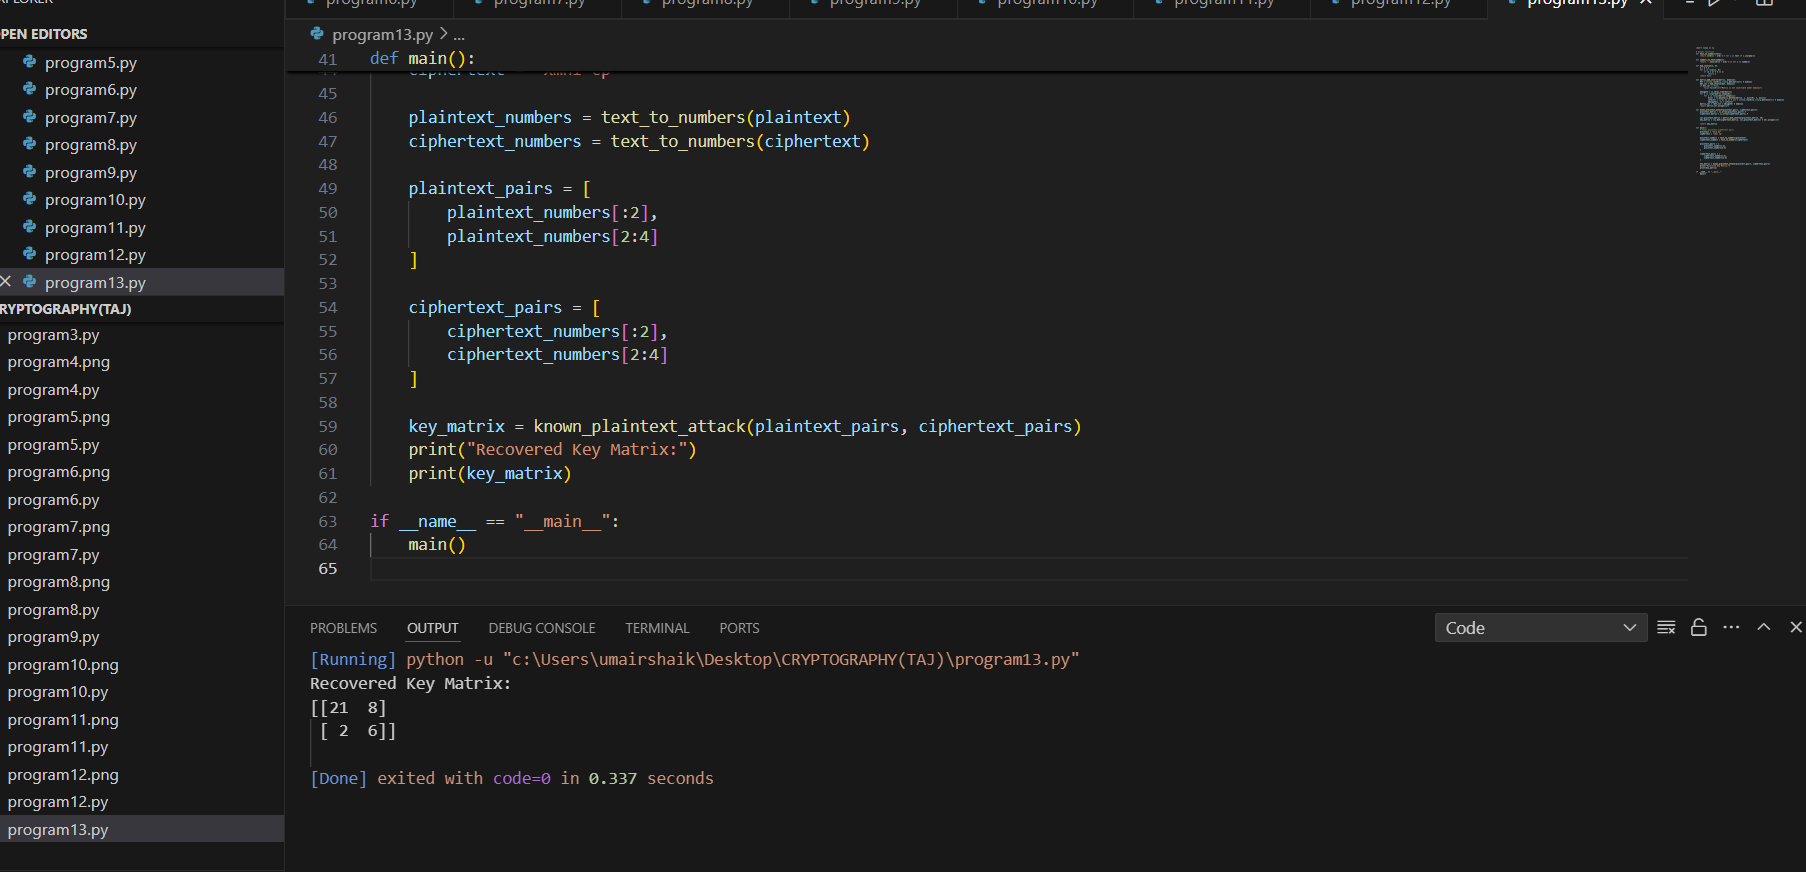 PEN EDITORS
program5.py
program6.py
program7.py
program8.py
program9.py
program10.py
program11.py
program12.py
program13.py
RYPTOGRAPHY(TAJ)
program3.py
program4.png
program4.py
program5.png
program5.py
program6.png
program6.py
program7.png
program7.py
program8.png
program8.py
program9.py
program10.png
program10.py
program11.png
program11.py
program12.png
program12.py
program13.py
program13.py > ...
41 def main():
45
46 plaintext_numbers = text_to_numbers(plaintext)
47 ciphertext_numbers = text_to_numbers(ciphertext)
48
49 plaintext_pairs = [
50 plaintext_numbers[:2],
51 plaintext_numbers[2:4]
52 ]
53
54 ciphertext_pairs = [
55 ciphertext_numbers[:2],
56 ciphertext_numbers[2:4]
57 ]
58
59 key_matrix = known_plaintext_attack(plaintext_pairs, ciphertext_pairs)
60 print("Recovered Key Matrix:")
61 print(key_matrix)
62
63 if __name__ == "__main__":
64 main()
65
PROBLEMS OUTPUT DEBUG CONSOLE TERMINAL PORTS
Code
[Running] python -u "c:\Users\umairshaik\Desktop\CRYPTOGRAPHY(TAJ)\program13.py"
Recovered Key Matrix:
[[21  8]
 [ 2  6]]
[Done] exited with code=0 in 0.337 seconds